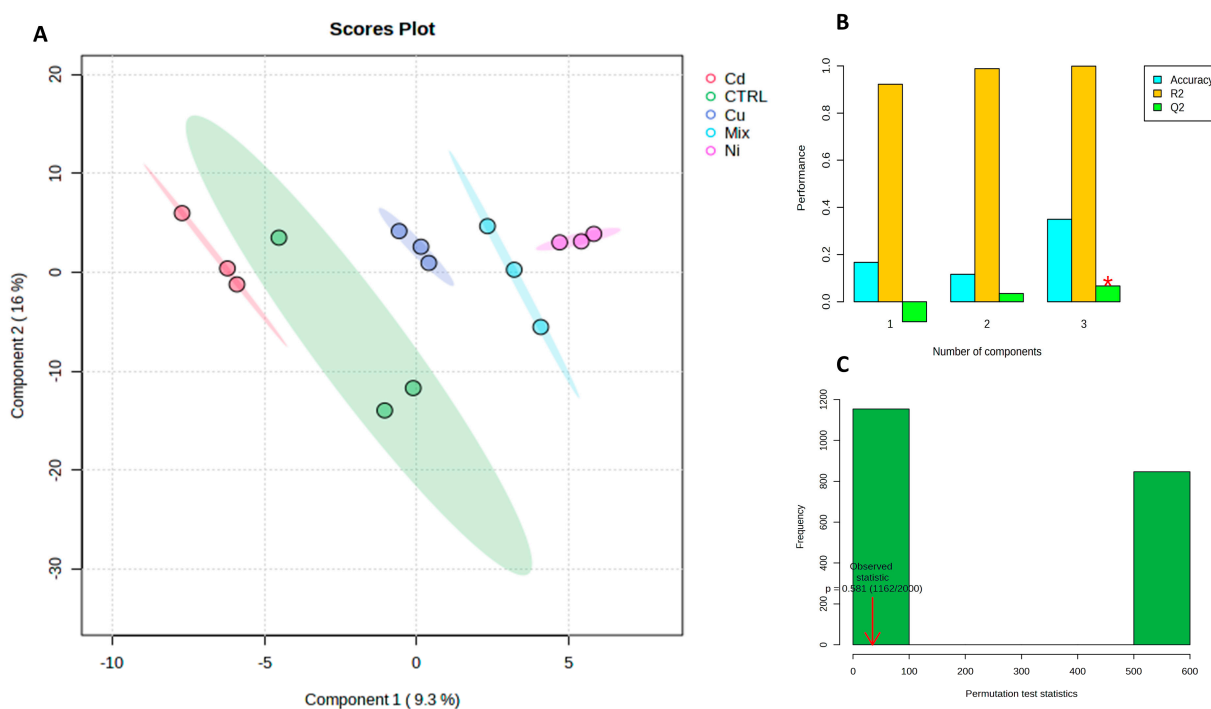 A
Scores Plot
Cd
CTRL
Cu
Mix
Ni
20
10
0
-10
-20
-30
Component 2 ( 16 %)
-10
-5
0
5
Component 1 ( 9.3 %)
B
1.0
0.8
0.6
0.4
0.2
0.0
Performance
Accuracy
R2
Q2
*
1
2
3
Number of components
C
1200
1000
800
600
400
200
0
Frequency
Observed
statistic
p = 0.581 (1162/2000)
0
100
200
300
400
500
600
Permutation test statistics